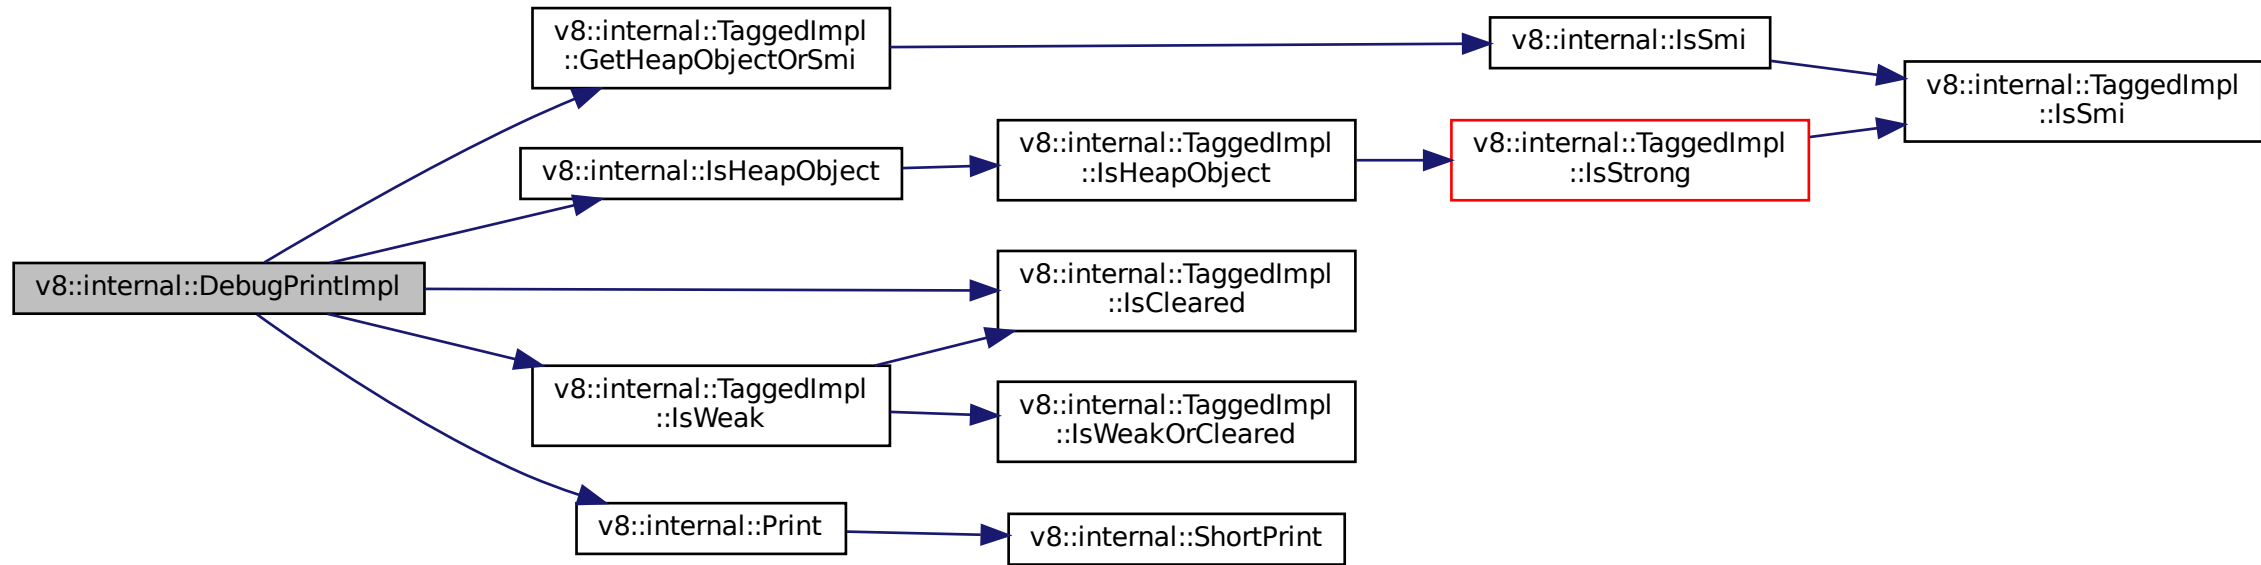 v8::internal::DebugPrintImpl
v8::internal::TaggedImpl
::GetHeapObjectOrSmi
v8::internal::IsSmi
v8::internal::TaggedImpl
::IsSmi
v8::internal::IsHeapObject
v8::internal::TaggedImpl
::IsHeapObject
v8::internal::TaggedImpl
::IsStrong
v8::internal::TaggedImpl
::IsCleared
v8::internal::TaggedImpl
::IsWeak
v8::internal::TaggedImpl
::IsWeakOrCleared
v8::internal::Print
v8::internal::ShortPrint